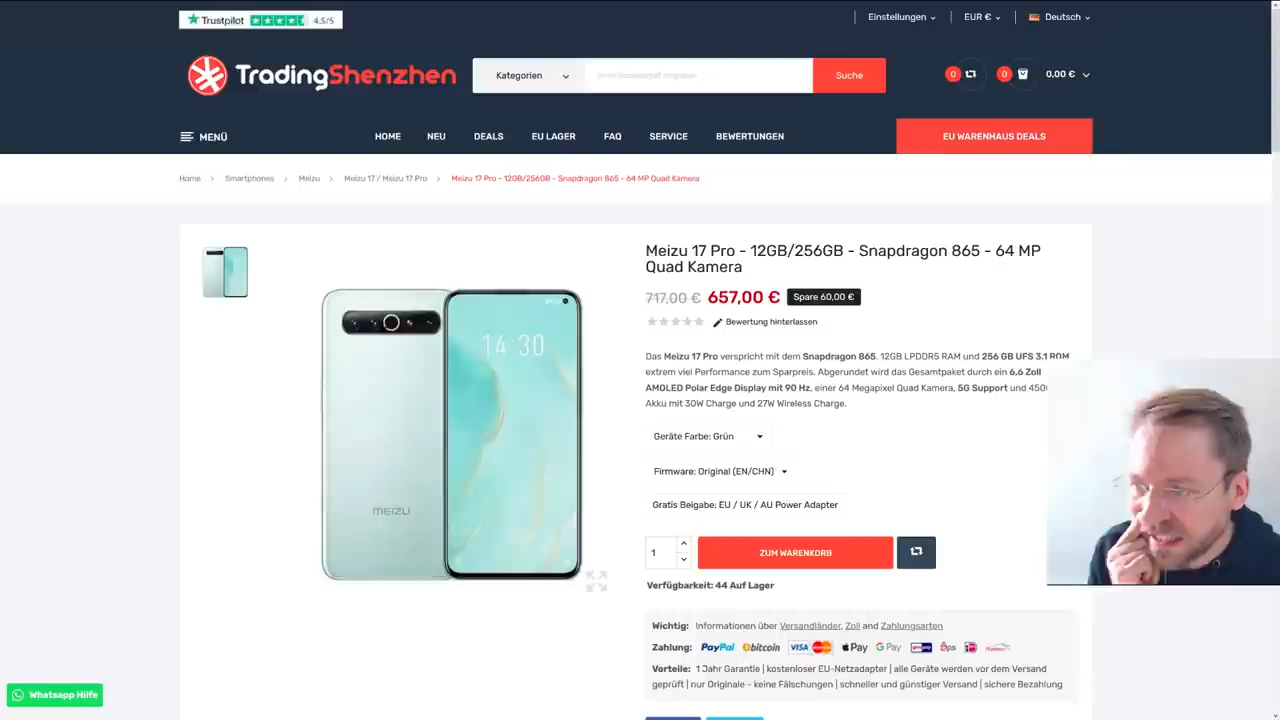 Trustpilot 4.5/5
Einstellungen
EUR €
Deutsch
TradingShenzhen
Kategorien
Suche
0
0
0,00 €
MENÜ
HOME
NEU
DEALS
EU LAGER
FAQ
SERVICE
BEWERTUNGEN
EU WARENHAUS DEALS
Home > Smartphones > Meizu > Meizu 17 / Meizu 17 Pro > Meizu 17 Pro - 12GB/256GB - Snapdragon 865 - 64 MP Quad Kamera
14:30
MEIZU
Meizu 17 Pro - 12GB/256GB - Snapdragon 865 - 64 MP
Quad Kamera
717,00 € 657,00 € Spare 60,00 €
Bewertung hinterlassen
Das Meizu 17 Pro verspricht mit dem Snapdragon 865. 12GB LPDDR5 RAM und 256 GB UFS 3.1 ROM
extrem viel Performance zum Sparpreis. Abgerundet wird das Gesamtpaket durch ein 6,6 Zoll
AMOLED Polar Edge Display mit 90 Hz, einer 64 Megapixel Quad Kamera, 5G Support und 450
Akku mit 30W Charge und 27W Wireless Charge.
Geräte Farbe: Grün
Firmware: Original (EN/CHN)
Gratis Beigabe: EU / UK / AU Power Adapter
1
ZUM WARENKORB
Verfügbarkeit: 44 Auf Lager
Wichtig: Informationen über Versandländer, Zoll and Zahlungsarten
Zahlung: PayPal bitcoin VISA Pay G Pay eps
Vorteile: 1 Jahr Garantie | kostenloser EU-Netzadapter | alle Geräte werden vor dem Versand
geprüft | nur Originale - keine Fälschungen | schneller und günstiger Versand | sichere Bezahlung
Whatsapp Hilfe